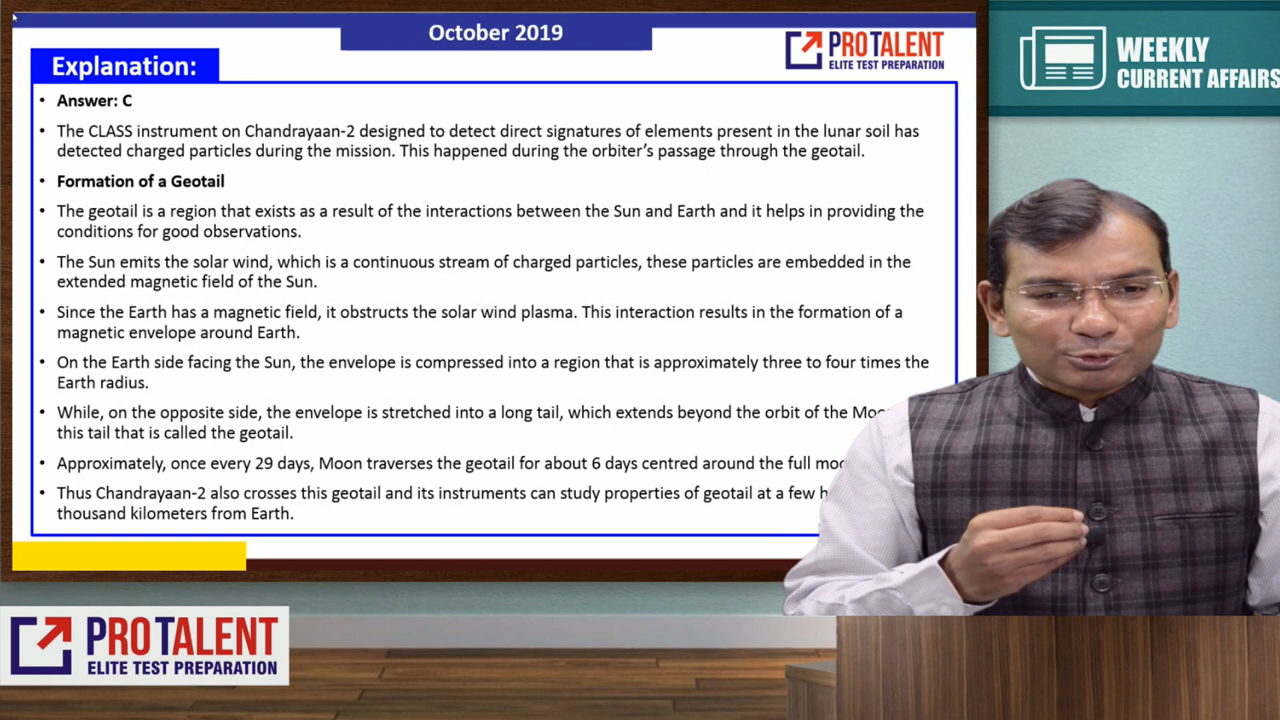 October 2019
PROTALENT
ELITE TEST PREPARATION
WEEKLY
CURRENT AFFAIRS
Explanation:
• Answer: C
• The CLASS instrument on Chandrayaan-2 designed to detect direct signatures of elements present in the lunar soil has
detected charged particles during the mission. This happened during the orbiter's passage through the geotail.
• Formation of a Geotail
• The geotail is a region that exists as a result of the interactions between the Sun and Earth and it helps in providing the
conditions for good observations.
• The Sun emits the solar wind, which is a continuous stream of charged particles, these particles are embedded in the
extended magnetic field of the Sun.
• Since the Earth has a magnetic field, it obstructs the solar wind plasma. This interaction results in the formation of a
magnetic envelope around Earth.
• On the Earth side facing the Sun, the envelope is compressed into a region that is approximately three to four times the
Earth radius.
• While, on the opposite side, the envelope is stretched into a long tail, which extends beyond the orbit of the
this tail that is called the geotail.
• Approximately, once every 29 days, Moon traverses the geotail for about 6 days centred around the full
• Thus Chandrayaan-2 also crosses this geotail and its instruments can study properties of geotail at a few
thousand kilometers from Earth.
PROTALENT
ELITE TEST PREPARATION